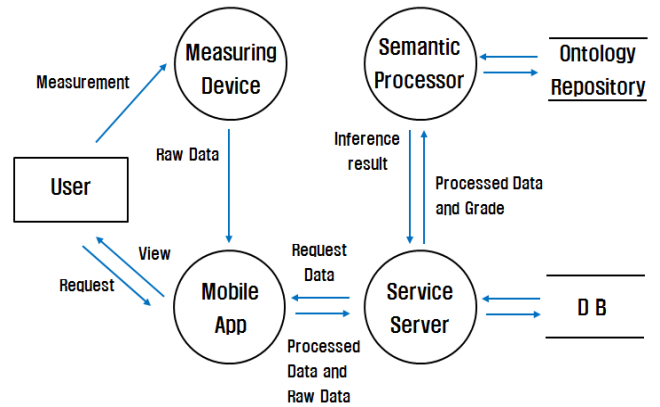 Measuring
Device
Semantic
Processor
Ontology
Repository
Measurement
Raw Data
Inference
result
Processed Data
and Grade
User
View
Request
Request
Data
Mobile
App
Service
Server
D B
Processed
Data and
Raw Data